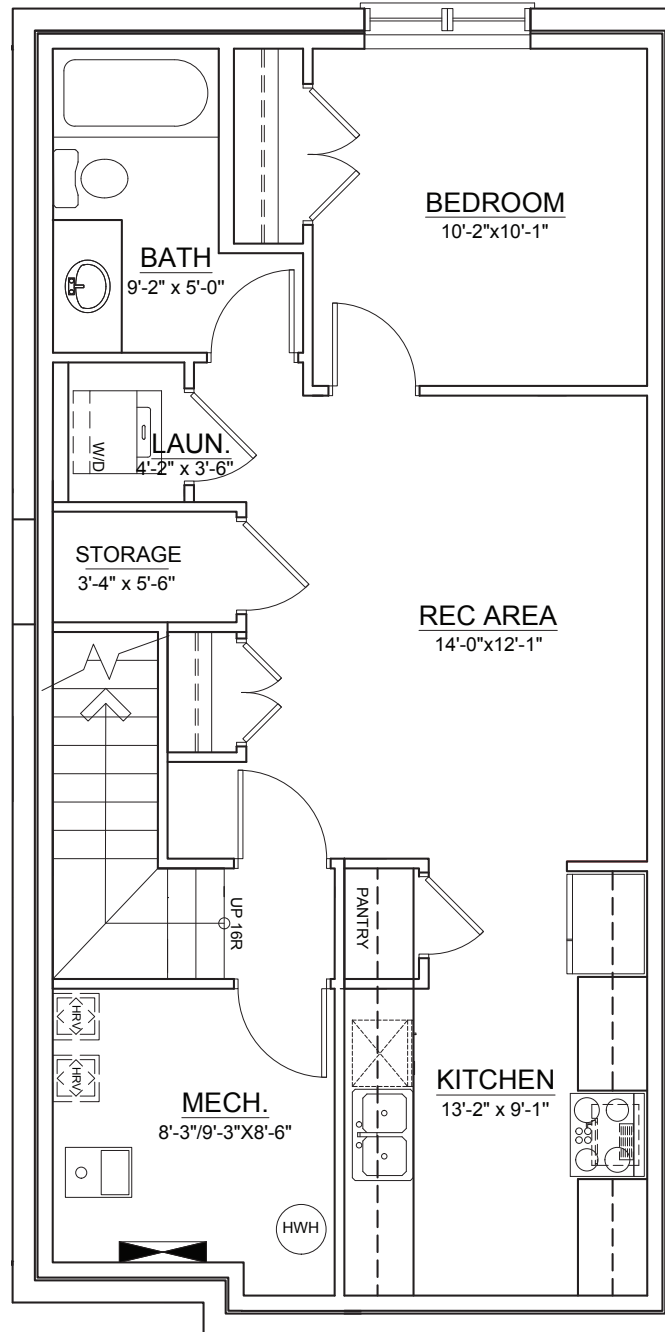 BEDROOM
10'-2"x10'-1"
BATH
9'-2" x 5'-0"
W/D
LAUN.
4'-2" x 3'-6"
STORAGE
3'-4" x 5'-6"
REC AREA
14'-0"x12'-1"
UP 16R
PANTRY
HRV
HRV
MECH.
8'-3"/9'-3"X8'-6"
KITCHEN
13'-2" x 9'-1"
HWH